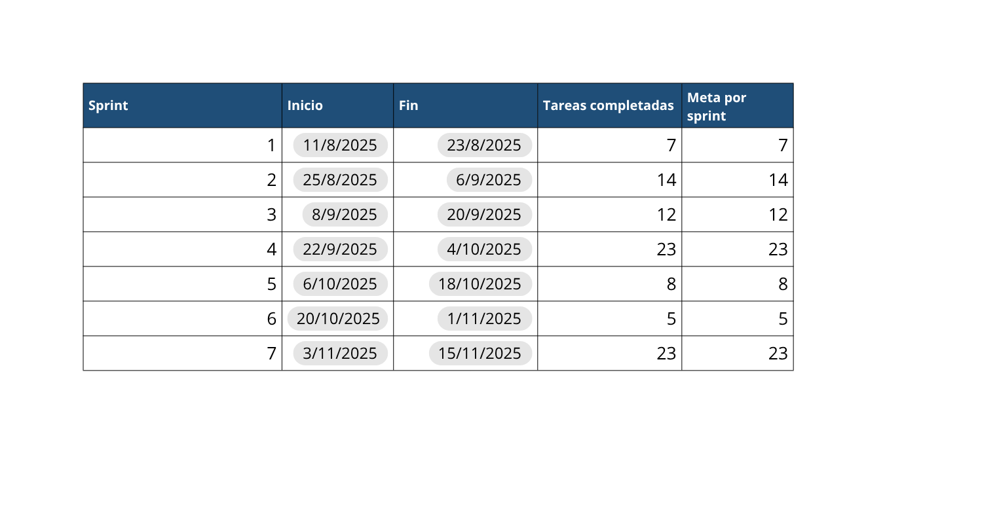 Sprint Inicio Fin Tareas completadas Meta por sprint
1 11/8/2025 23/8/2025 7 7
2 25/8/2025 6/9/2025 14 14
3 8/9/2025 20/9/2025 12 12
4 22/9/2025 4/10/2025 23 23
5 6/10/2025 18/10/2025 8 8
6 20/10/2025 1/11/2025 5 5
7 3/11/2025 15/11/2025 23 23